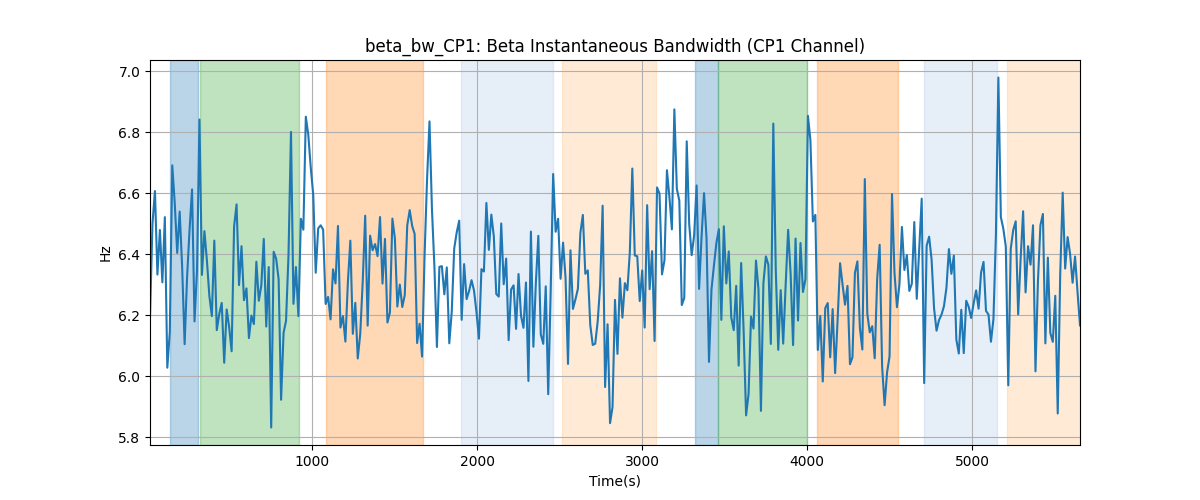 beta_bw_CP1: Beta Instantaneous Bandwidth (CP1 Channel)
7.0
6.8
6.6
6.4
6.2
6.0
5.8
Hz
1000 2000 3000 4000 5000
Time(s)